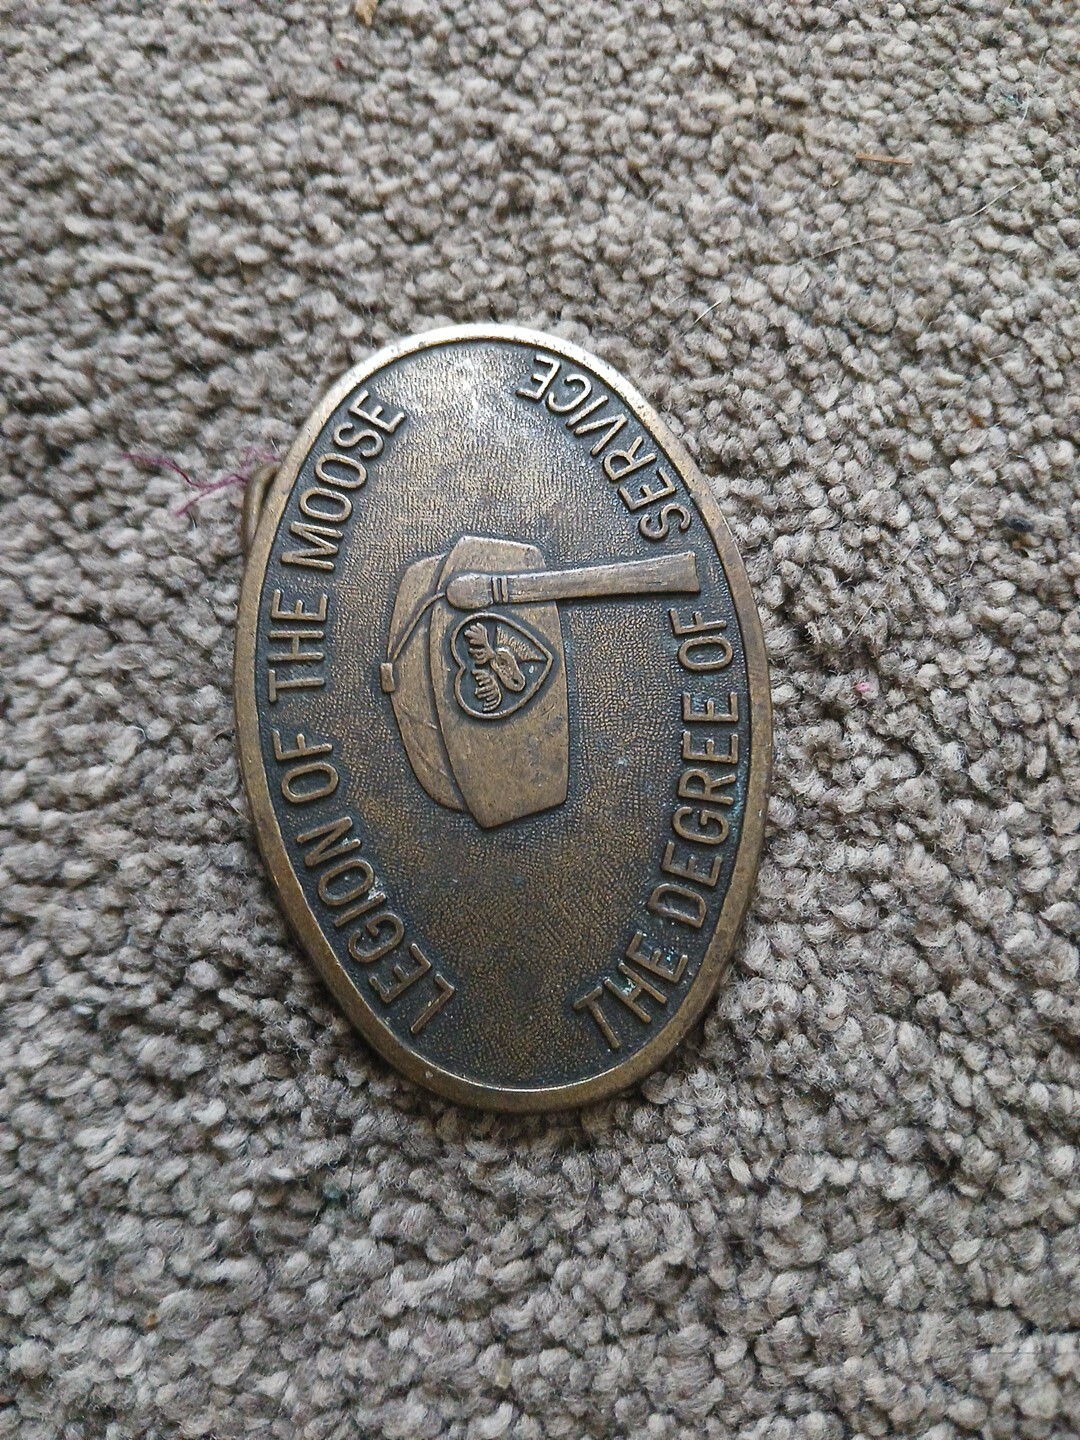 LEGION OF THE MOOSE
THE DEGREE OF SERVICE